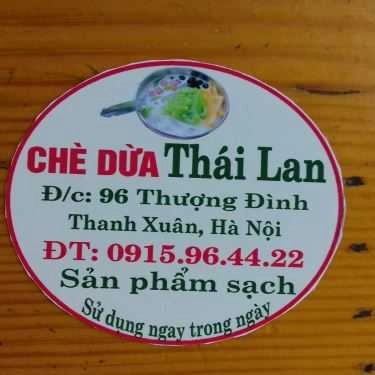 CHÈ DỪA Thái Lan
Đ/c: 96 Thượng Đình
Thanh Xuân, Hà Nội
ĐT: 0915.96.44.22
Sản phẩm sạch
Sử dụng ngay trong ngày